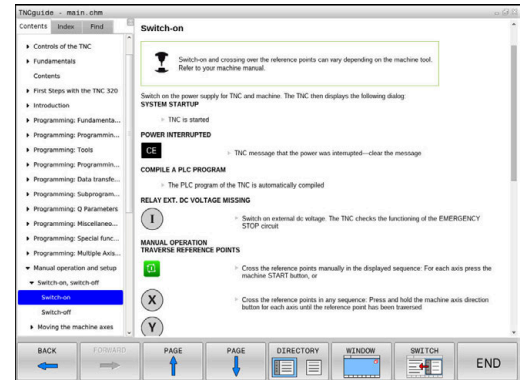 TNCguide - main.chm
Contents Index Find
Controls of the TNC
Fundamentals
Contents
First Steps with the TNC 320
Introduction
Programming: Fundamenta...
Programming: Programmin...
Programming: Tools
Programming: Programmin...
Programming: Data transfe...
Programming: Subprogram...
Programming: Q Parameters
Programming: Miscellaneo...
Programming: Special func...
Programming: Multiple Axis...
Manual operation and setup
Switch-on, switch-off
Switch-on
Switch-off
Moving the machine axes
Switch-on
Switch-on and crossing over the reference points can vary depending on the machine tool.
Refer to your machine manual.
Switch on the power supply for TNC and machine. The TNC then displays the following dialog:
SYSTEM STARTUP
TNC is started
POWER INTERRUPTED
CE
TNC message that the power was interrupted—clear the message
COMPILE A PLC PROGRAM
The PLC program of the TNC is automatically compiled
RELAY EXT. DC VOLTAGE MISSING
I
Switch on external dc voltage. The TNC checks the functioning of the EMERGENCY
STOP circuit
MANUAL OPERATION
TRAVERSE REFERENCE POINTS
Cross the reference points manually in the displayed sequence: For each axis press the
machine START button, or
X
Cross the reference points in any sequence: Press and hold the machine axis direction
button for each axis until the reference point has been traversed
Y
BACK FORWARD PAGE PAGE DIRECTORY WINDOW SWITCH END